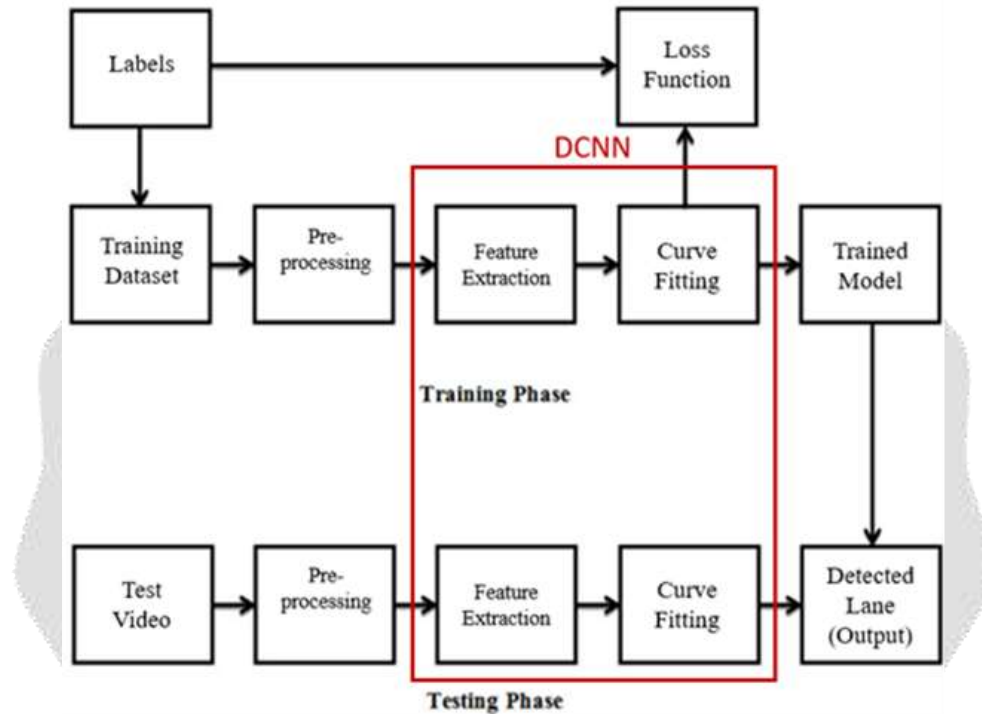 Labels
Loss
Function
DCNN
Training
Dataset
Pre-
processing
Feature
Extraction
Curve
Fitting
Trained
Model
Training Phase
Test
Video
Pre-
processing
Feature
Extraction
Curve
Fitting
Detected
Lane
(Output)
Testing Phase